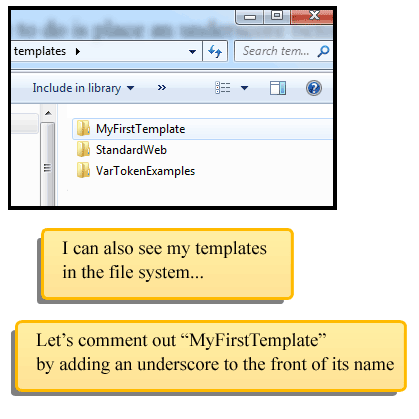 to do is place an underscore
templates
Search tem...
Include in library
»
MyFirstTemplate
StandardWeb
VarTokenExamples
I can also see my templates
in the file system...
Let's comment out “MyFirstTemplate”
by adding an underscore to the front of its name